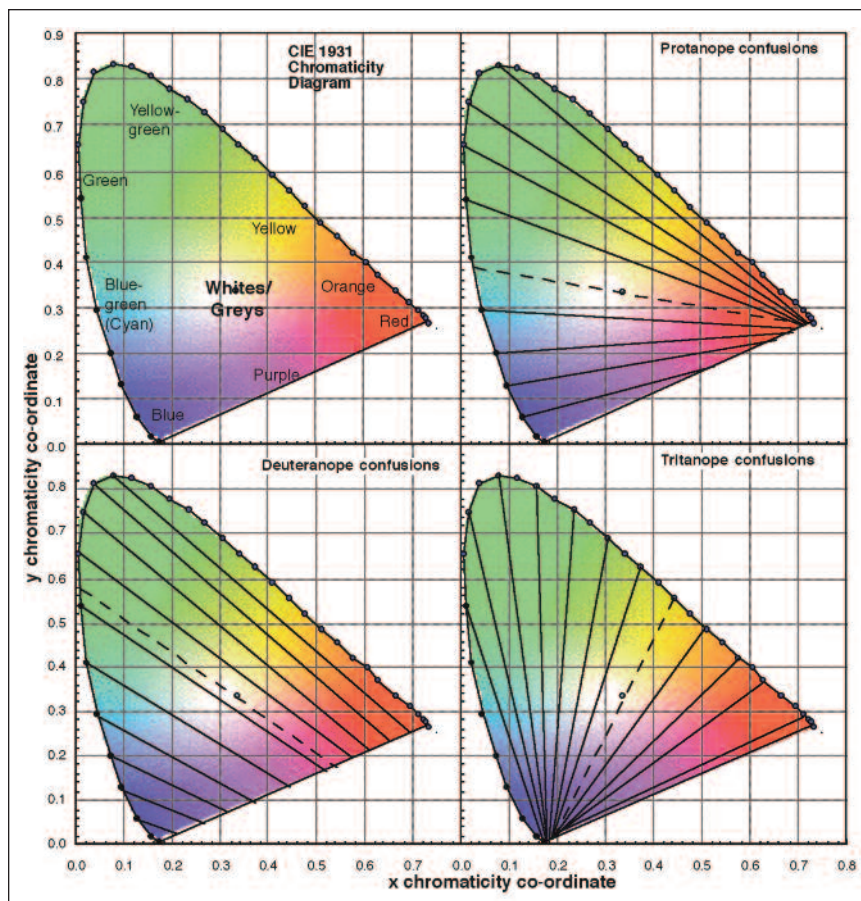 CIE 1931
Chromaticity
Diagram
Yellow-
green
Green
Yellow
Blue-
green
(Cyan)
Whites/
Greys
Orange
Red
Purple
Blue
Protanope confusions
Deuteranope confusions
Tritanope confusions
y chromaticity co-ordinate
0.9
0.8
0.7
0.6
0.5
0.4
0.3
0.2
0.1
0.0
0.8
0.7
0.6
0.5
0.4
0.3
0.2
0.1
0.0
0.0 0.1 0.2 0.3 0.4 0.5 0.6 0.7 0.0 0.1 0.2 0.3 0.4 0.5 0.6 0.7 0.8
x chromaticity co-ordinate